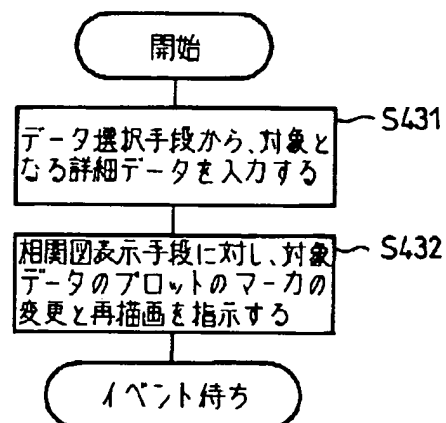 開始
S431
データ選択手段から、対象と
なる詳細データを入力する
S432
相関図表示手段に対し、対象
データのプロットのマーカの
変更と再描画を指示する
イベント待ち